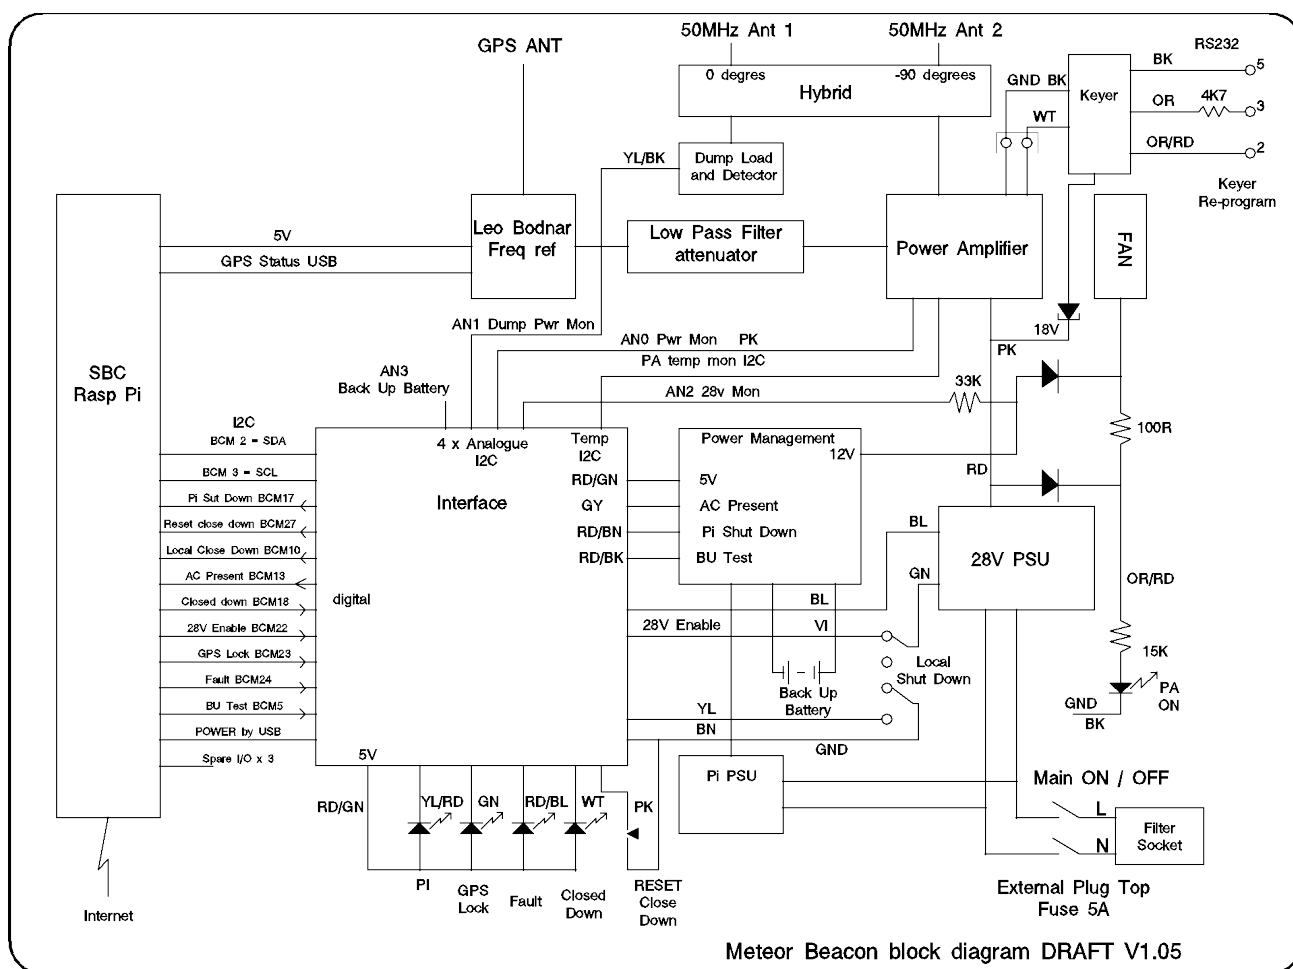 GPS ANT
50MHz Ant 1
50MHz Ant 2
0 degres
-90 degrees
Hybrid
RS232
BK
5
GND BK
Keyer
OR
4K7
3
WT
OR/RD
2
Keyer
Re-program
YL/BK
Dump Load
and Detector
Leo Bodnar
Freq ref
Low Pass Filter
attenuator
Power Amplifier
FAN
5V
GPS Status USB
SBC
Rasp Pi
AN1 Dump Pwr Mon
AN0 Pwr Mon PK
PA temp mon I2C
AN3
Back Up Battery
AN2 28v Mon
33K
18V
PK
100R
RD
I2C
BCM 2 = SDA
BCM 3 = SCL
Pi Sut Down BCM17
Reset close down BCM27
Local Close Down BCM10
AC Present BCM13
Closed down BCM18
28V Enable BCM22
GPS Lock BCM23
Fault BCM24
BU Test BCM5
POWER by USB
Spare I/O x 3
4 x Analogue
I2C
Temp
I2C
Interface
digital
5V
RD/GN
GY
RD/BN
RD/BK
Power Management
12V
5V
AC Present
Pi Shut Down
BU Test
BL
GN
28V PSU
BL
28V Enable
VI
Local
Shut Down
Back Up
Battery
YL
BN
GND
OR/RD
15K
PA
ON
GND
BK
Pi PSU
Main ON / OFF
L
N
Filter
Socket
External Plug Top
Fuse 5A
RD/GN
YL/RD
GN
RD/BL
WT
PK
PI
GPS
Lock
Fault
Closed
Down
RESET
Close
Down
Internet
Meteor Beacon block diagram DRAFT V1.05